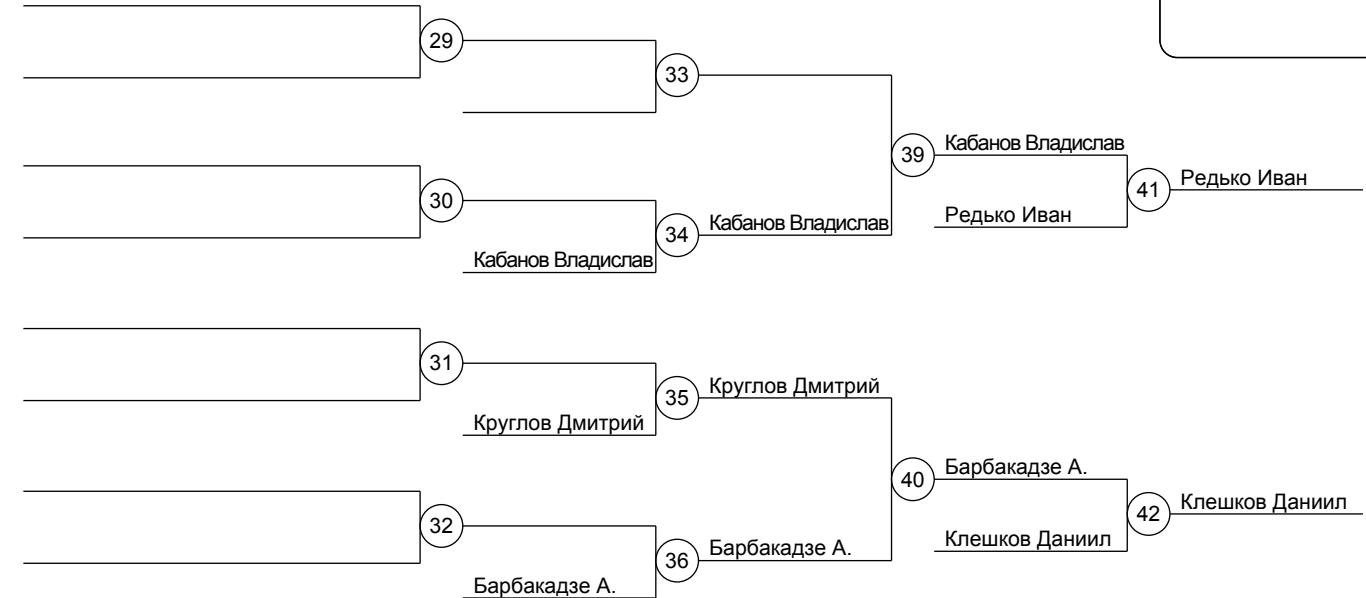 29
33
39
Кабанов Владислав
41
Редько Иван
30
Редько Иван
34
Кабанов Владислав
Кабанов Владислав
31
35
Круглов Дмитрий
Круглов Дмитрий
40
Барбакадзе А.
42
Клешков Даниил
32
Клешков Даниил
36
Барбакадзе А.
Барбакадзе А.